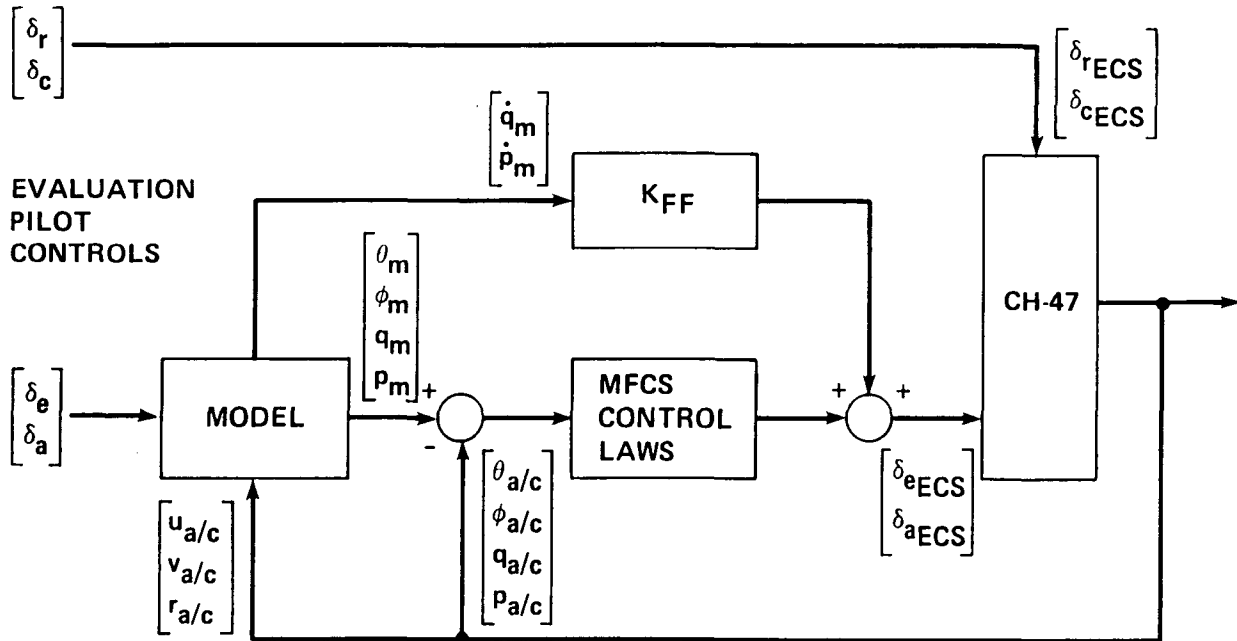 δr
δc
δrECS
δcECS
q̇m
ṗm
EVALUATION
PILOT
CONTROLS
KFF
θm
φm
qm
pm
CH-47
δe
δa
MODEL
+
-
MFCS
CONTROL
LAWS
+
+
ua/c
va/c
ra/c
θa/c
φa/c
qa/c
pa/c
δeECS
δaECS